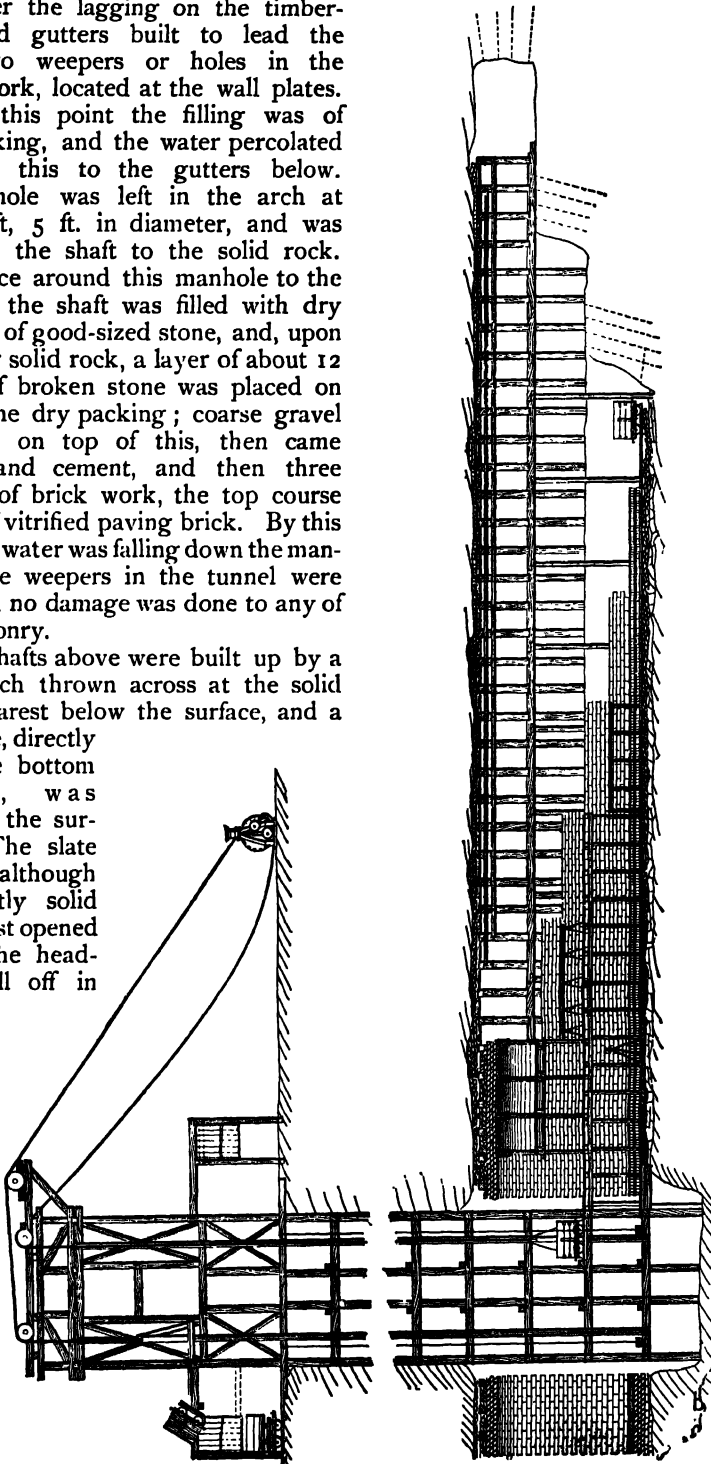 er the lagging on the timber-
d gutters built to lead the
o weepers or holes in the
ork, located at the wall plates.
this point the filling was of
king, and the water percolated
this to the gutters below.
hole was left in the arch at
ft, 5 ft. in diameter, and was
the shaft to the solid rock.
ce around this manhole to the
the shaft was filled with dry
of good-sized stone, and, upon
solid rock, a layer of about 12
f broken stone was placed on
he dry packing; coarse gravel
on top of this, then came
and cement, and then three
of brick work, the top course
vitrified paving brick. By this
water was falling down the man-
e weepers in the tunnel were
, no damage was done to any of
onry.
hafts above were built up by a
ch thrown across at the solid
arest below the surface, and a
, directly
e bottom
, was
the sur-
The slate
although
tly solid
st opened
he head-
ll off in